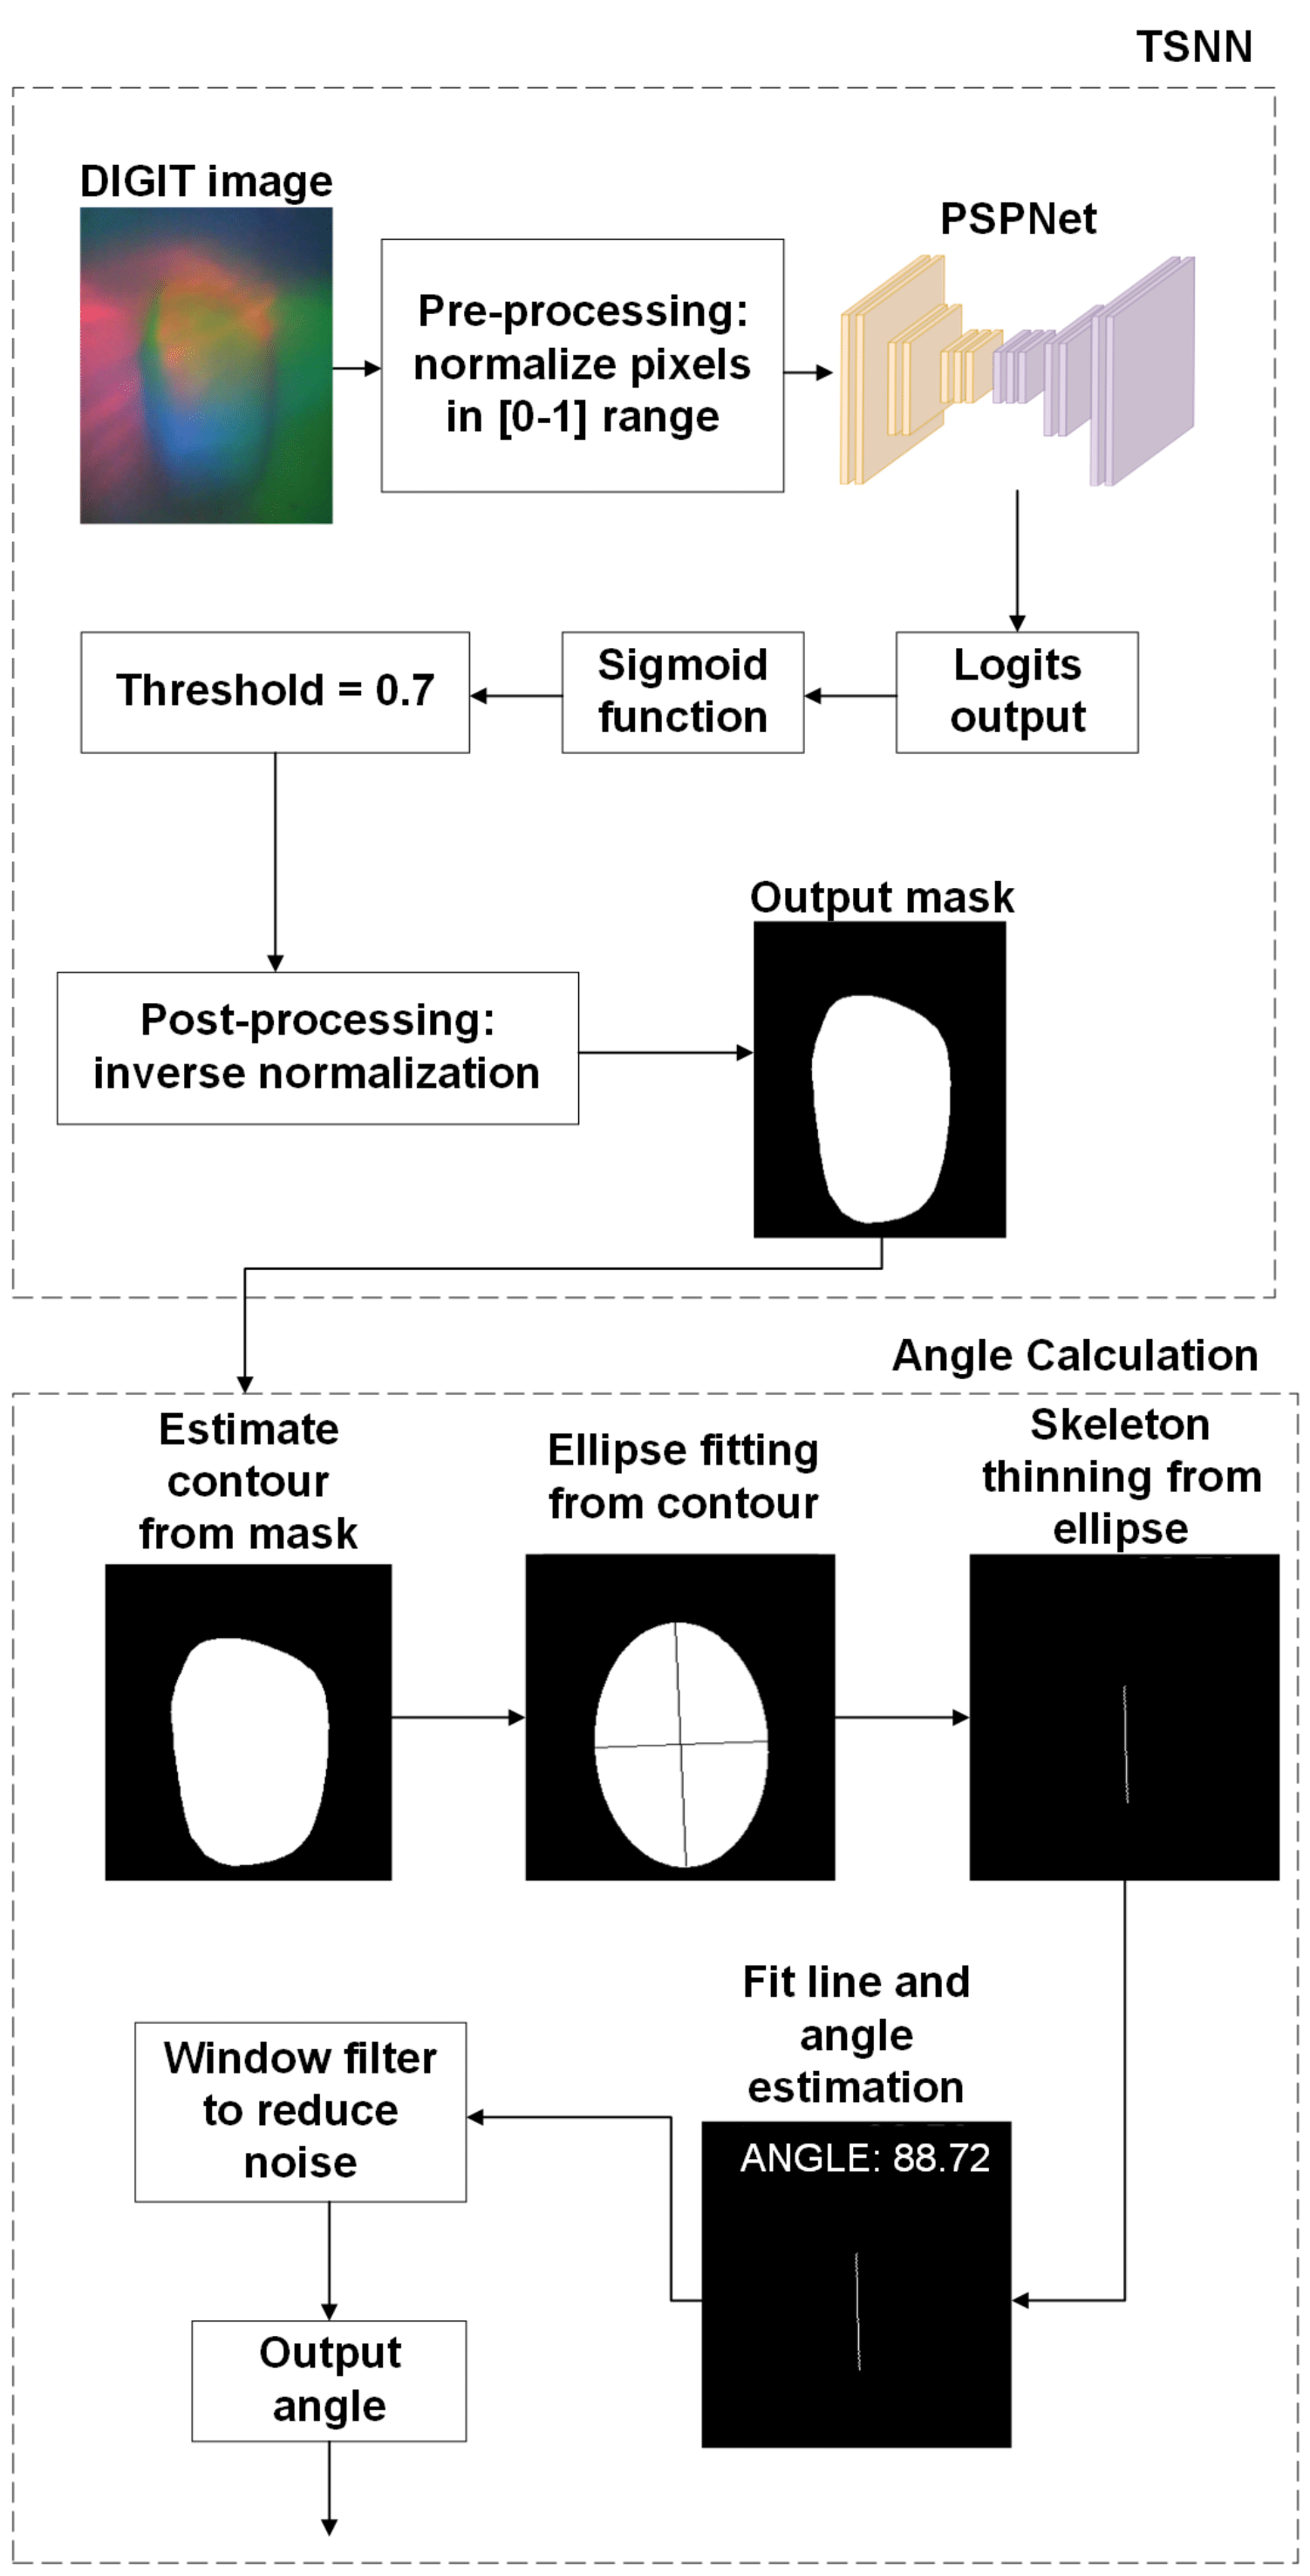 TSNN
DIGIT image
PSPNet
Pre-processing:
normalize pixels
in [0-1] range
Logits
output
Sigmoid
function
Threshold = 0.7
Output mask
Post-processing:
inverse normalization
Angle Calculation
Estimate
contour
from mask
Ellipse fitting
from contour
Skeleton
thinning from
ellipse
Fit line and
angle
estimation
ANGLE: 88.72
Window filter
to reduce
noise
Output
angle